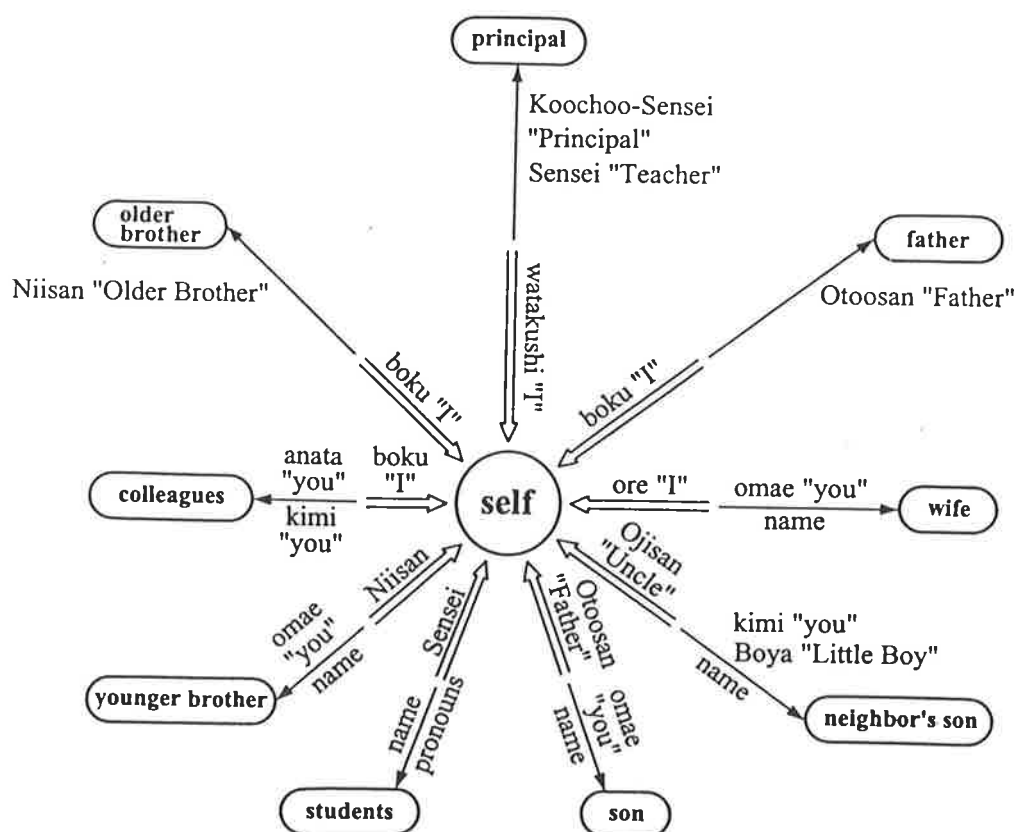 principal
Koochoo-Sensei
"Principal"
Sensei "Teacher"
older
brother
Niisan "Older Brother"
father
Otoosan "Father"
watakushi "I"
boku "I"
boku "I"
anata
"you"
boku
"I"
colleagues
kimi
"you"
self
ore "I"
omae "you"
name
wife
Niisan
omae
"you"
name
younger brother
Sensei
name
pronouns
students
Otoosan
"Father"
omae
"you"
name
son
Ojisan
"Uncle"
kimi "you"
Boya "Little Boy"
name
neighbor's son